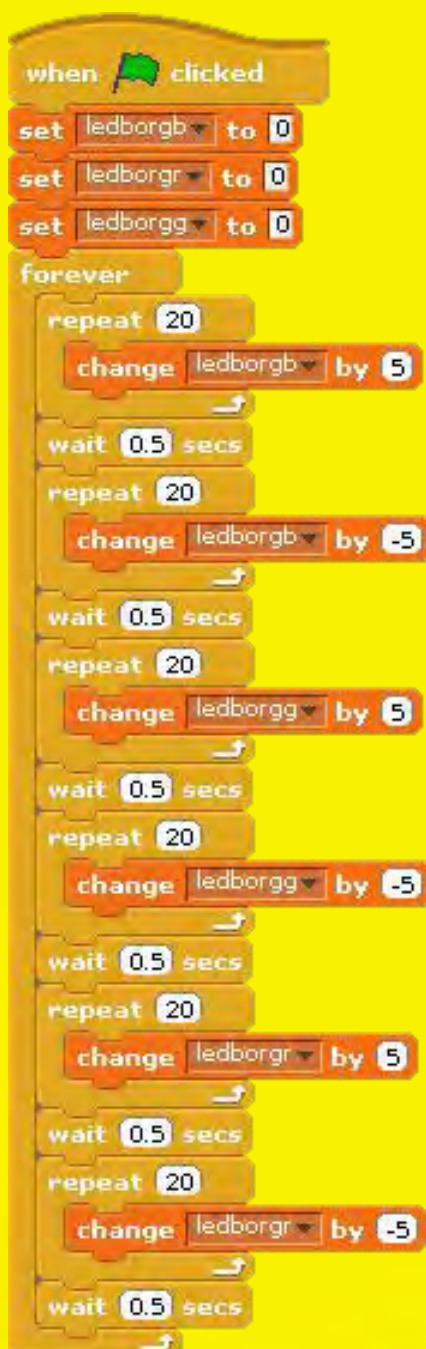 when clicked
set ledborgb to 0
set ledborgr to 0
set ledborgg to 0
forever
repeat 20
change ledborgb by 5
wait 0.5 secs
repeat 20
change ledborgb by -5
wait 0.5 secs
repeat 20
change ledborgg by 5
wait 0.5 secs
repeat 20
change ledborgg by -5
wait 0.5 secs
repeat 20
change ledborgr by 5
wait 0.5 secs
repeat 20
change ledborgr by -5
wait 0.5 secs